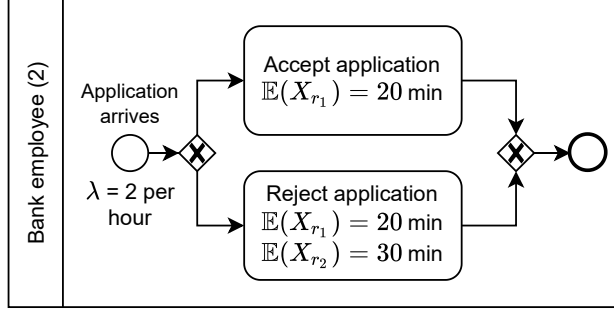 Bank employee (2)
Application
arrives
λ = 2 per
hour
Accept application
𝔼(X_{r_1}) = 20 min
Reject application
𝔼(X_{r_1}) = 20 min
𝔼(X_{r_2}) = 30 min